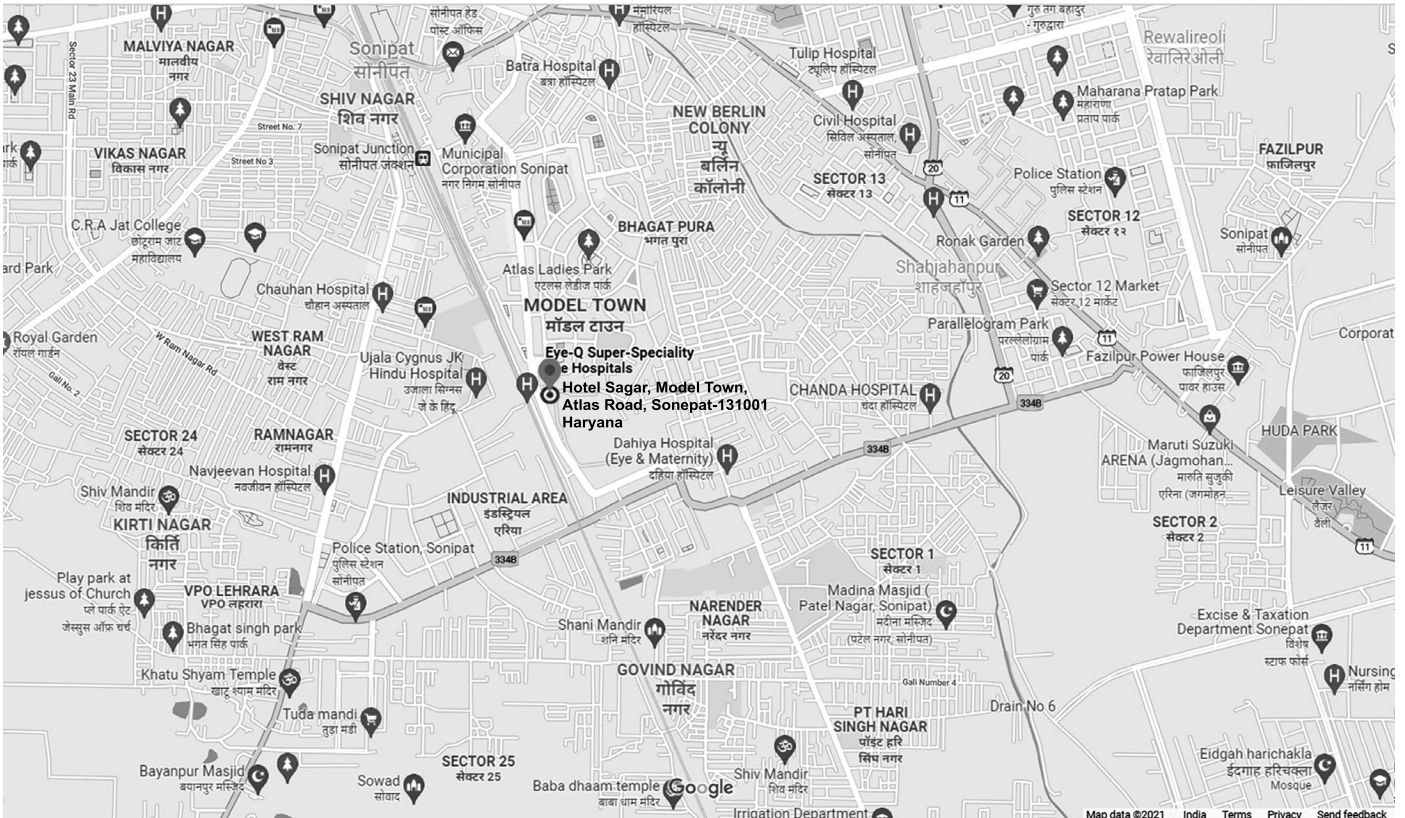 सोनीपत हेड
पोस्ट ऑफिस
मेमोरियल
हॉस्पिटल
गुरु तेग बहादुर
- गुरुद्वारा
MALVIYA NAGAR
मालवीय
नगर
Sonipat
सोनीपत
Batra Hospital
बत्रा हॉस्पिटल
Tulip Hospital
ट्यूलिप हॉस्पिटल
Rewalireoli
रेवालिरेओली
Sector 23 Main Rd
SHIV NAGAR
शिव नगर
Street No. 7
Street No 3
VIKAS NAGAR
विकास नगर
Sonipat Junction
सोनीपत जंक्शन
Municipal
Corporation Sonipat
नगर निगम सोनीपत
NEW BERLIN
COLONY
न्यू
बर्लिन
कॉलोनी
Civil Hospital
सिविल अस्पताल,
सोनीपत
Maharana Pratap Park
महाराणा
प्रताप पार्क
FAZILPUR
फ़ाजिलपुर
SECTOR 13
सेक्टर 13
20
11
Police Station
पुलिस स्टेशन
SECTOR 12
सेक्टर १२
C.R.A Jat College
छोटूराम जाट
महाविद्यालय
BHAGAT PURA
भगत पुरा
Ronak Garden
Sonipat
सोनीपत
ard Park
Atlas Ladies Park
एटलस लेडीज पार्क
Shahjahanpur
शाहजहाँपुर
Chauhan Hospital
चौहान अस्पताल
MODEL TOWN
मॉडल टाउन
Sector 12 Market
सेक्टर 12 मार्केट
Royal Garden
रॉयल गार्डन
W Ram Nagar Rd
Gali No. 2
WEST RAM
NAGAR
वेस्ट
राम नगर
Ujala Cygnus JK
Hindu Hospital
उजाला सिग्नस
जे के हिंदू
Eye-Q Super-Speciality
e Hospitals
Hotel Sagar, Model Town,
Atlas Road, Sonepat-131001
Haryana
Parallelogram Park
परल्लेलोग्राम
पार्क
11
Corporat
Fazilpur Power House
फाजिलपुर
पावर हाउस
20
CHANDA HOSPITAL
चंदा हॉस्पिटल
334B
SECTOR 24
सेक्टर 24
RAMNAGAR
रामनगर
Dahiya Hospital
(Eye & Maternity)
दहिया हॉस्पिटल
334B
HUDA PARK
Maruti Suzuki
ARENA (Jagmohan...
मारुति सुजुकी
एरिना (जगमोहन...
Navjeevan Hospital
नवजीवन हॉस्पिटल
Shiv Mandir
शिव मंदिर
KIRTI NAGAR
किर्ति
नगर
INDUSTRIAL AREA
इंडस्ट्रियल
एरिया
Leisure Valley
लैज़र
वैली
SECTOR 2
सेक्टर 2
11
Police Station, Sonipat
पुलिस स्टेशन
सोनीपत
334B
SECTOR 1
सेक्टर 1
Play park at
jessus of Church
प्ले पार्क ऐट
जेस्सुस ऑफ़ चर्च
VPO LEHRARA
VPO लहरारा
Madina Masjid (
Patel Nagar, Sonipat)
मदीना मस्जिद
(पटेल नगर, सोनीपत)
NARENDER
NAGAR
नरेंदर नगर
Shani Mandir
शनि मंदिर
Excise & Taxation
Department Sonepat
विशेष
स्टाफ फोर्स
Bhagat singh park
भगत सिंह पार्क
GOVIND NAGAR
गोविंद
नगर
Khatu Shyam Temple
खाटू श्याम मंदिर
Gali Number 4
Nursing
नर्सिंग होम
Tuda mandi
तुडा मंडी
PT HARI
SINGH NAGAR
पॉइंट हरि
सिंघ नगर
Drain No 6
SECTOR 25
सेक्टर 25
Bayanpur Masjid
बयानपुर मस्जिद
Sowad
सोवाद
Baba dhaam temple
बाबा धाम मंदिर
Google
Shiv Mandir
शिव मंदिर
Eidgah harichakla
ईदगाह हरिचक्ला
Mosque
Irrigation Department
Map data ©2021 India Terms Privacy Send feedback